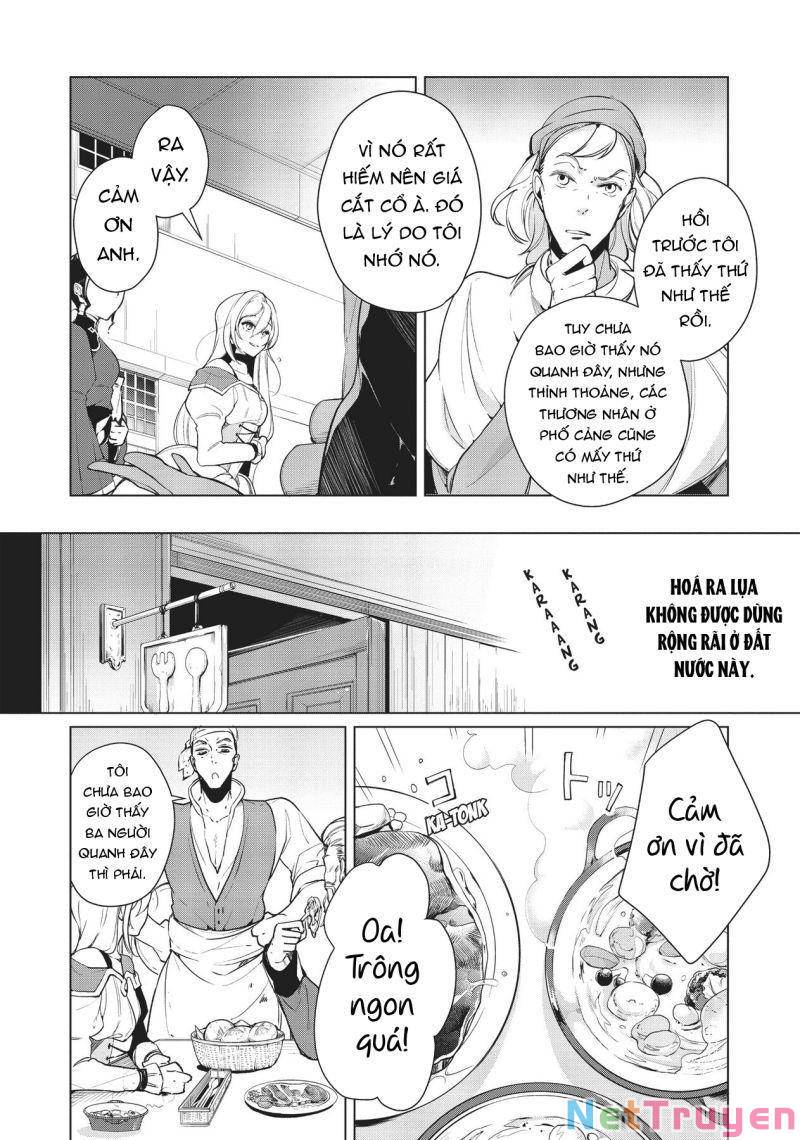 HỒI
TRƯỚC TÔI
ĐÃ THẤY THỨ
NHƯ THẾ
RỒI.
TUY CHƯA
BAO GIỜ THẤY NÓ
QUANH ĐÂY, NHƯNG
THỈNH THOẢNG, CÁC
THƯƠNG NHÂN Ở
PHỐ CẢNG CŨNG
CÓ MẤY THỨ
NHƯ THẾ.
VÌ NÓ RẤT
HIẾM NÊN GIÁ
CẮT CỔ À. ĐÓ
LÀ LÝ DO TÔI
NHỚ NÓ.
RA
VẬY.
CẢM
ƠN
ANH.
HOÁ RA LỤA
KHÔNG ĐƯỢC DÙNG
RỘNG RÃI Ở ĐẤT
NƯỚC NÀY.
KARANG
KARAAANG
Cảm
ơn vì đã
chờ!
トッ
コ
KA-TONK
Oa!
Trông
ngon
quá!
TÔI
CHƯA BAO
GIỜ THẤY
BA NGƯỜI
QUANH ĐÂY
THÌ PHẢI.
NetTruyen